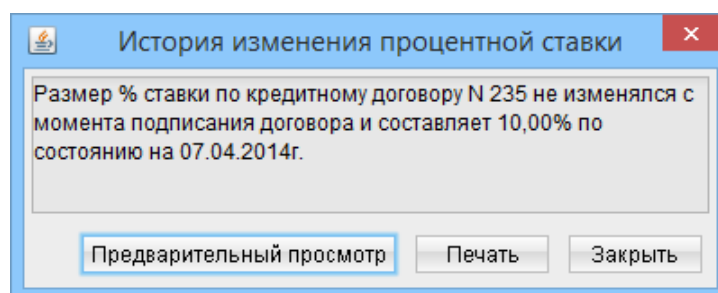 История изменения процентной ставки
Размер % ставки по кредитному договору N 235 не изменялся с
момента подписания договора и составляет 10,00% по
состоянию на 07.04.2014г.
Предварительный просмотр Печать Закрыть